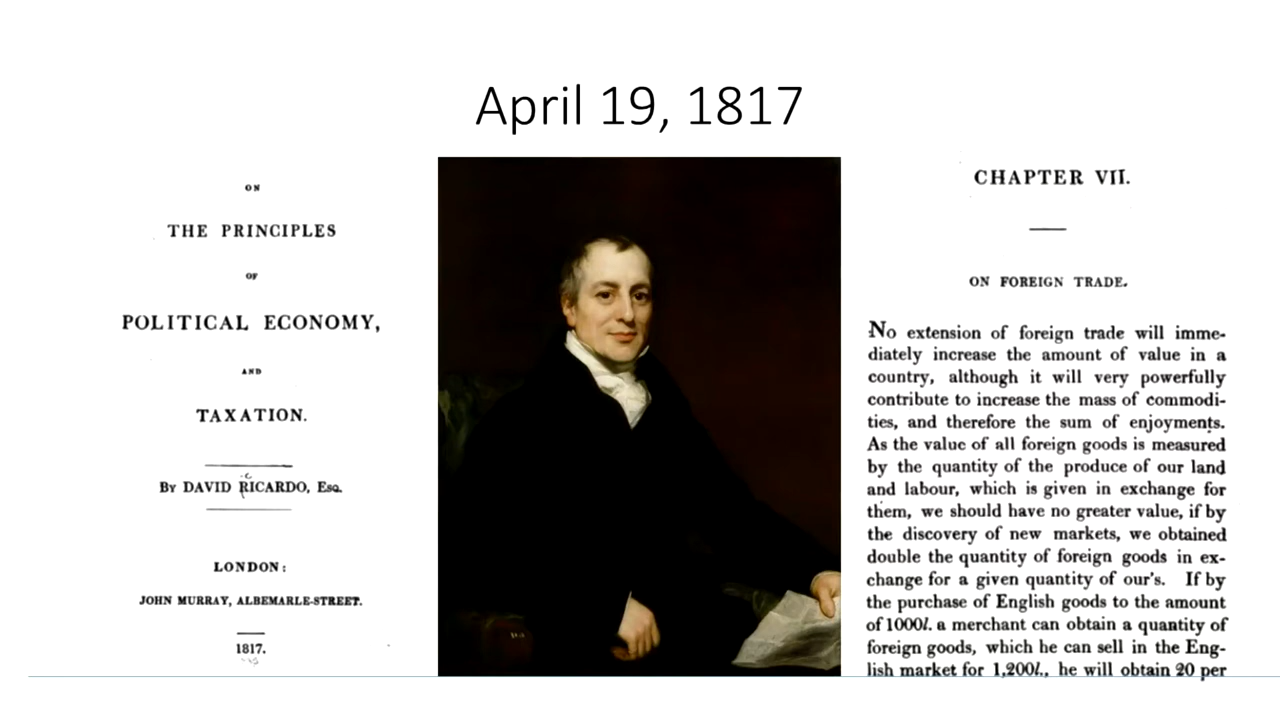 April 19, 1817
ON
THE PRINCIPLES
OF
POLITICAL ECONOMY,
AND
TAXATION.
By DAVID RICARDO, Esq.
LONDON:
JOHN MURRAY, ALBEMARLE-STREET.
1817.
CHAPTER VII.
ON FOREIGN TRADE.
No extension of foreign trade will imme-
diately increase the amount of value in a
country, although it will very powerfully
contribute to increase the mass of commodi-
ties, and therefore the sum of enjoyments.
As the value of all foreign goods is measured
by the quantity of the produce of our land
and labour, which is given in exchange for
them, we should have no greater value, if by
the discovery of new markets, we obtained
double the quantity of foreign goods in ex-
change for a given quantity of our's. If by
the purchase of English goods to the amount
of 1000l. a merchant can obtain a quantity of
foreign goods, which he can sell in the Eng-
lish market for 1,200l., he will obtain 20 per